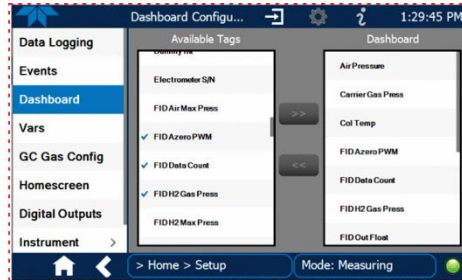 Dashboard Configu...
1:29:45 PM
Data Logging
Events
Dashboard
Vars
GC Gas Config
Homescreen
Digital Outputs
Instrument >
Available Tags
Electrometer S/N
FID Air Max Press
FID Azero PWM
FID Data Count
FID H2 Gas Press
FID H2 Max Press
>>
<<
Dashboard
Air Pressure
Carrier Gas Press
Col Temp
FID Azero PWM
FID Data Count
FID H2 Gas Press
FID Out Float
> Home > Setup
Mode: Measuring